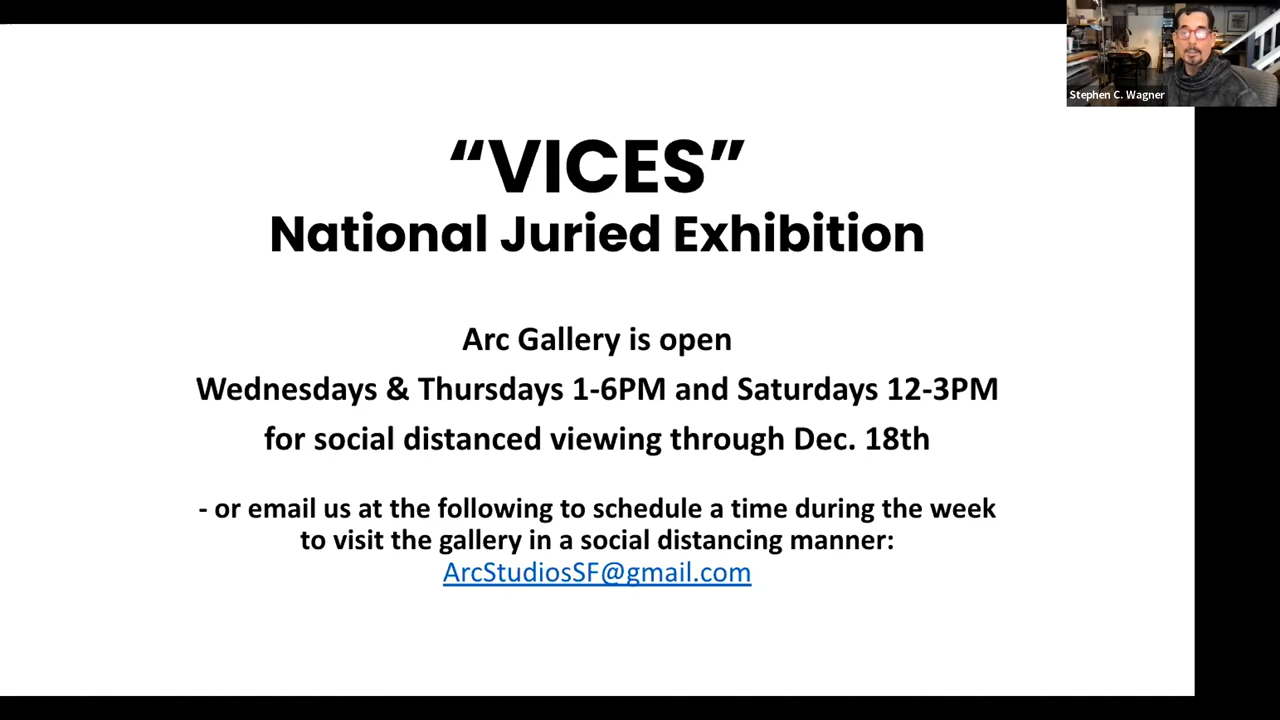 Stephen C. Wagner
“VICES”
National Juried Exhibition
Arc Gallery is open
Wednesdays & Thursdays 1-6PM and Saturdays 12-3PM
for social distanced viewing through Dec. 18th
- or email us at the following to schedule a time during the week
to visit the gallery in a social distancing manner:
ArcStudiosSF@gmail.com